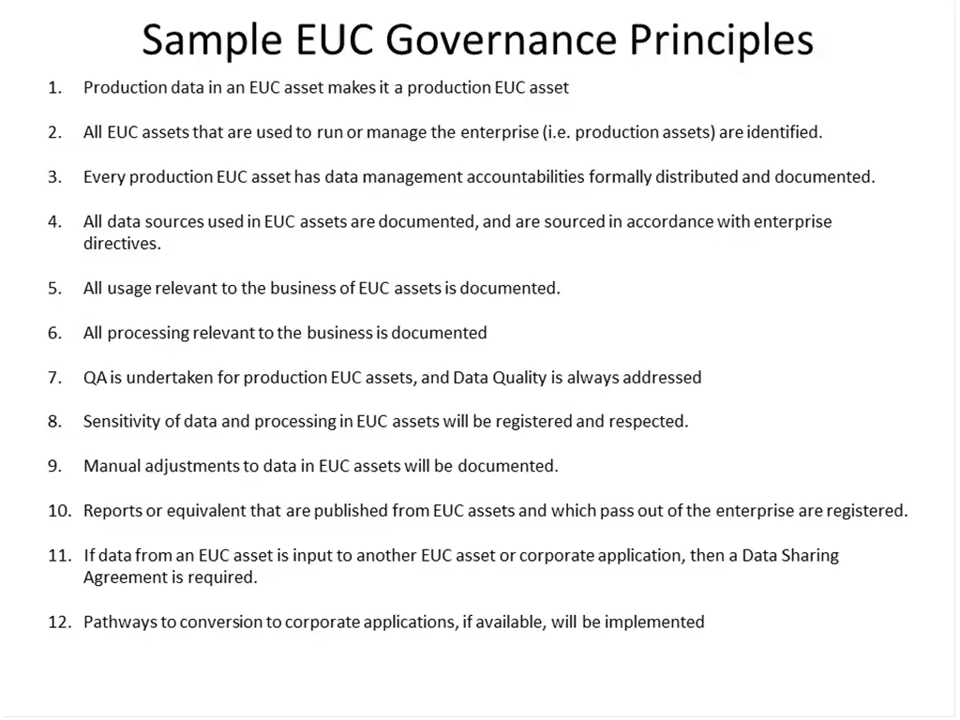 Sample EUC Governance Principles
1. Production data in an EUC asset makes it a production EUC asset
2. All EUC assets that are used to run or manage the enterprise (i.e. production assets) are identified.
3. Every production EUC asset has data management accountabilities formally distributed and documented.
4. All data sources used in EUC assets are documented, and are sourced in accordance with enterprise
directives.
5. All usage relevant to the business of EUC assets is documented.
6. All processing relevant to the business is documented
7. QA is undertaken for production EUC assets, and Data Quality is always addressed
8. Sensitivity of data and processing in EUC assets will be registered and respected.
9. Manual adjustments to data in EUC assets will be documented.
10. Reports or equivalent that are published from EUC assets and which pass out of the enterprise are registered.
11. If data from an EUC asset is input to another EUC asset or corporate application, then a Data Sharing
Agreement is required.
12. Pathways to conversion to corporate applications, if available, will be implemented